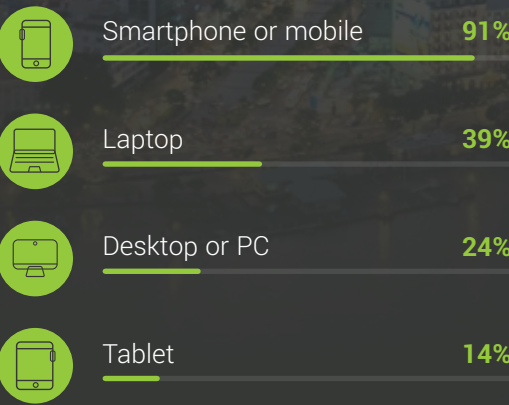 Smartphone or mobile 91%
Laptop 39%
Desktop or PC 24%
Tablet 14%